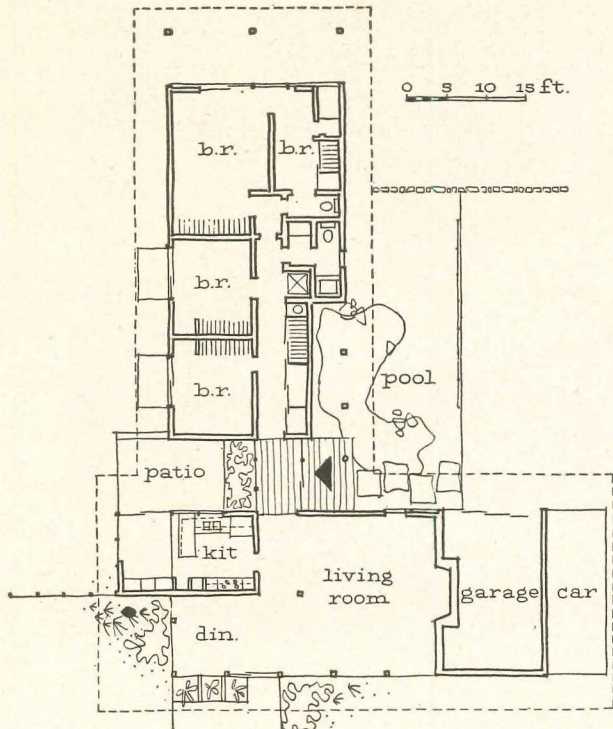 0 5 10 15 ft.
b.r.
b.r.
b.r.
b.r.
pool
patio
kit
living
room
garage
car
din.